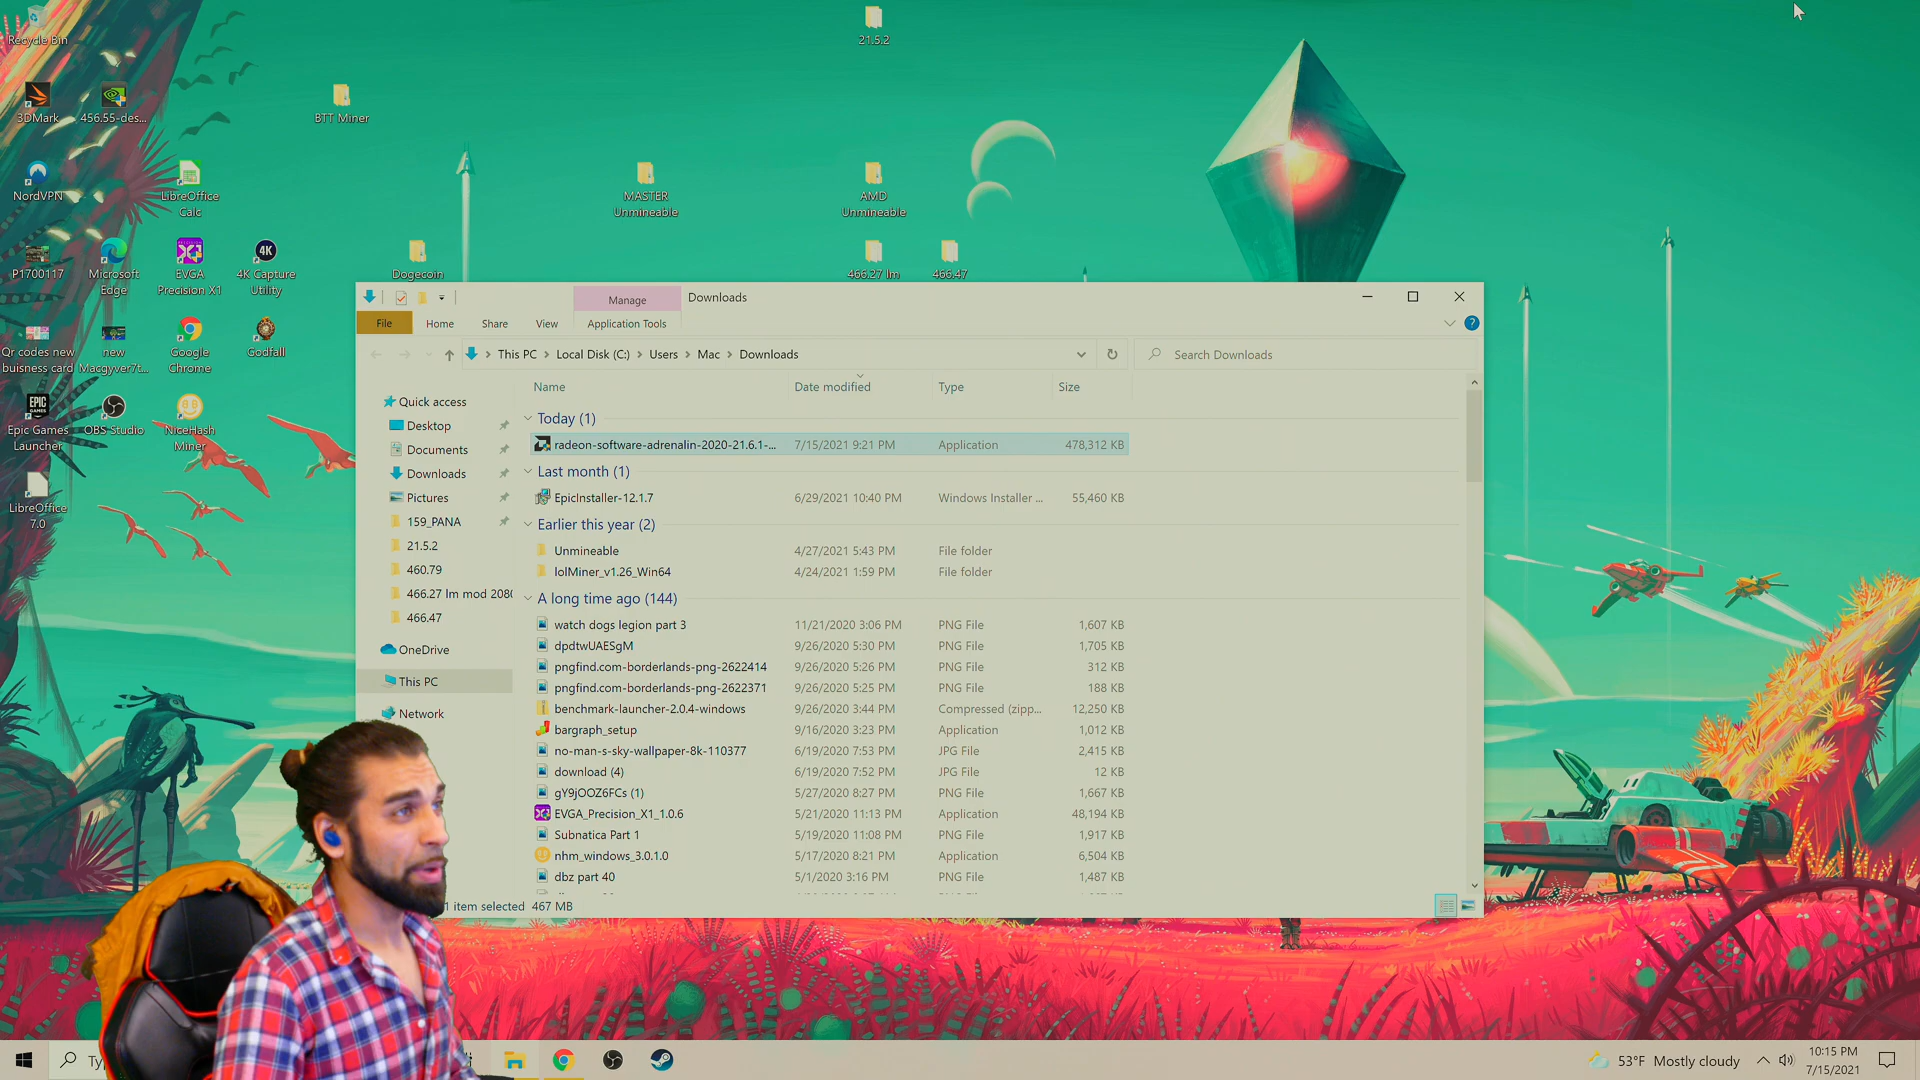 Recycle Bin
21.5.2
3DMark
456.55-des...
BTT Miner
NordVPN
LibreOffice
Calc
MASTER
Unmineable
AMD
Unmineable
P1700117
Microsoft
Edge
EVGA
Precision X1
4K Capture
Utility
Dogecoin
466.27 lm
466.47
Qr codes new
buisness card
new
Macgyver7t...
Google
Chrome
Godfall
Epic Games
Launcher
OBS Studio
NiceHash
Miner
LibreOffice
7.0
Manage
Downloads
File
Home
Share
View
Application Tools
This PC
Local Disk (C:)
Users
Mac
Downloads
Search Downloads
Name
Date modified
Type
Size
Quick access
Desktop
Documents
Downloads
Pictures
159_PANA
21.5.2
460.79
466.27 lm mod 208
466.47
OneDrive
This PC
Network
Today (1)
radeon-software-adrenalin-2020-21.6.1-... 7/15/2021 9:21 PM Application 478,312 KB
Last month (1)
EpicInstaller-12.1.7 6/29/2021 10:40 PM Windows Installer ... 55,460 KB
Earlier this year (2)
Unmineable 4/27/2021 5:43 PM File folder
lolMiner_v1.26_Win64 4/24/2021 1:59 PM File folder
A long time ago (144)
watch dogs legion part 3 11/21/2020 3:06 PM PNG File 1,607 KB
dpdtwUAESgM 9/26/2020 5:30 PM PNG File 1,705 KB
pngfind.com-borderlands-png-2622414 9/26/2020 5:26 PM PNG File 312 KB
pngfind.com-borderlands-png-2622371 9/26/2020 5:25 PM PNG File 188 KB
benchmark-launcher-2.0.4-windows 9/26/2020 3:44 PM Compressed (zipp... 12,250 KB
bargraph_setup 9/16/2020 3:23 PM Application 1,012 KB
no-man-s-sky-wallpaper-8k-110377 6/19/2020 7:53 PM JPG File 2,415 KB
download (4) 6/19/2020 7:52 PM JPG File 12 KB
gY9jOOZ6FCs (1) 5/27/2020 8:27 PM PNG File 1,667 KB
EVGA_Precision_X1_1.0.6 5/21/2020 11:13 PM Application 48,194 KB
Subnatica Part 1 5/19/2020 11:08 PM PNG File 1,917 KB
nhm_windows_3.0.1.0 5/17/2020 8:21 PM Application 6,504 KB
dbz part 40 5/1/2020 3:16 PM PNG File 1,487 KB
1 item selected 467 MB
Ty
53°F Mostly cloudy
10:15 PM
7/15/2021